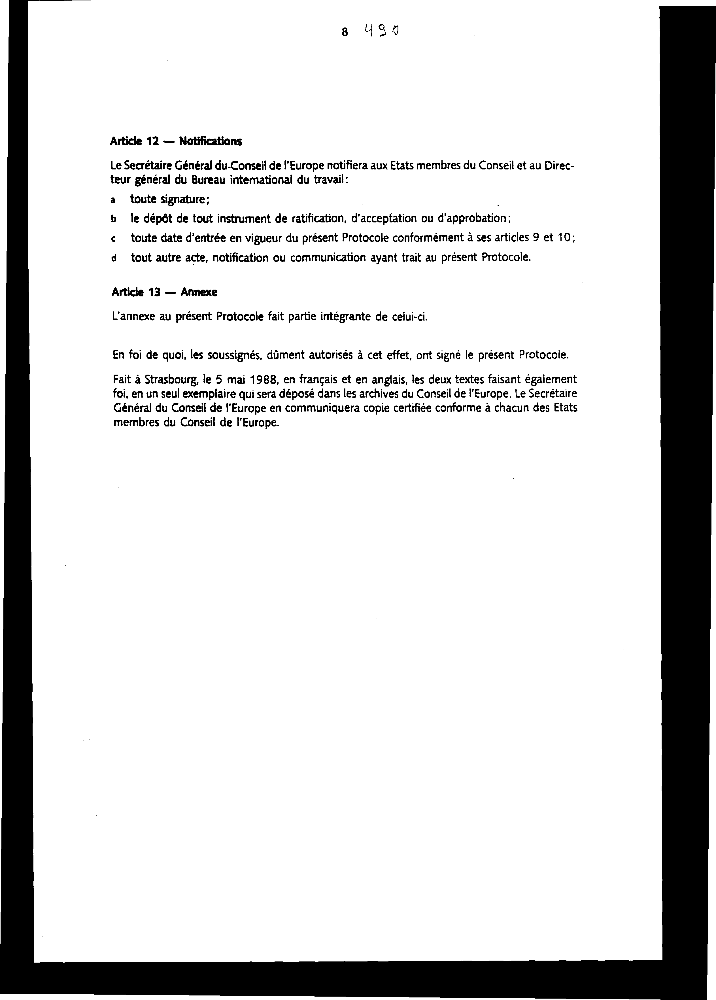 8 490
Article 12 — Notifications
Le Secrétaire Général du Conseil de l'Europe notifiera aux Etats membres du Conseil et au Direc-
teur général du Bureau international du travail :
a toute signature ;
b le dépôt de tout instrument de ratification, d'acceptation ou d'approbation ;
c toute date d'entrée en vigueur du présent Protocole conformément à ses articles 9 et 10 ;
d tout autre acte, notification ou communication ayant trait au présent Protocole.
Article 13 — Annexe
L'annexe au présent Protocole fait partie intégrante de celui-ci.
En foi de quoi, les soussignés, dûment autorisés à cet effet, ont signé le présent Protocole.
Fait à Strasbourg, le 5 mai 1988, en français et en anglais, les deux textes faisant également
foi, en un seul exemplaire qui sera déposé dans les archives du Conseil de l'Europe. Le Secrétaire
Général du Conseil de l'Europe en communiquera copie certifiée conforme à chacun des Etats
membres du Conseil de l'Europe.